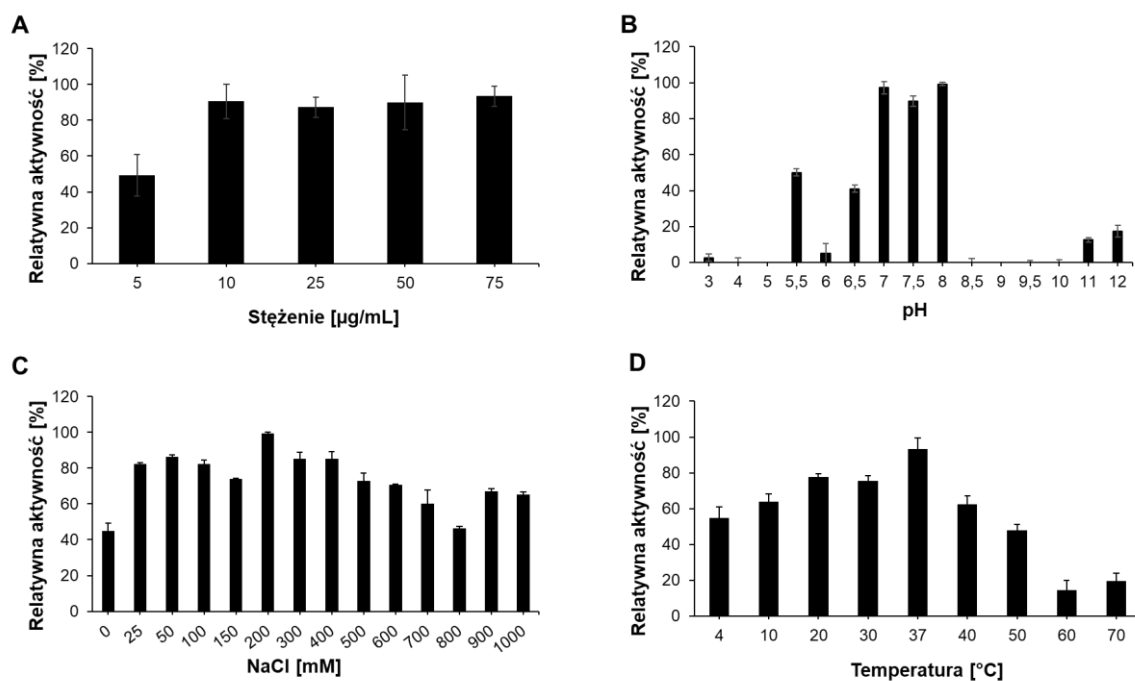 A
Relatywna aktywność [%]
120
100
80
60
40
20
0
5 10 25 50 75
Stężenie [µg/mL]
B
Relatywna aktywność [%]
120
100
80
60
40
20
0
3 4 5 5,5 6 6,5 7 7,5 8 8,5 9 9,5 10 11 12
pH
C
Relatywna aktywność [%]
120
100
80
60
40
20
0
0 25 50 100 150 200 300 400 500 600 700 800 900 1000
NaCl [mM]
D
Relatywna aktywność [%]
120
100
80
60
40
20
0
4 10 20 30 37 40 50 60 70
Temperatura [°C]